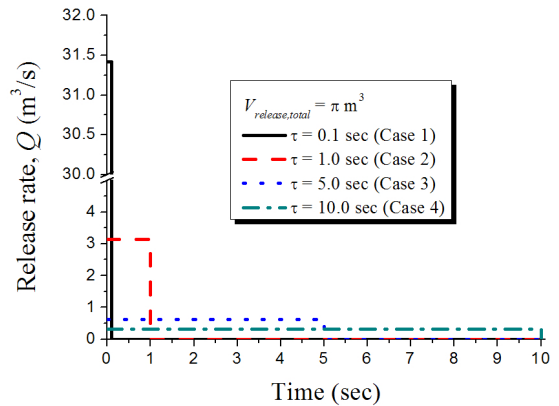 32.0
31.5
31.0
30.5
30.0
4
3
2
1
0
Release rate, Q (m³/s)
V_release,total = π m³
τ = 0.1 sec (Case 1)
τ = 1.0 sec (Case 2)
τ = 5.0 sec (Case 3)
τ = 10.0 sec (Case 4)
0 1 2 3 4 5 6 7 8 9 10
Time (sec)